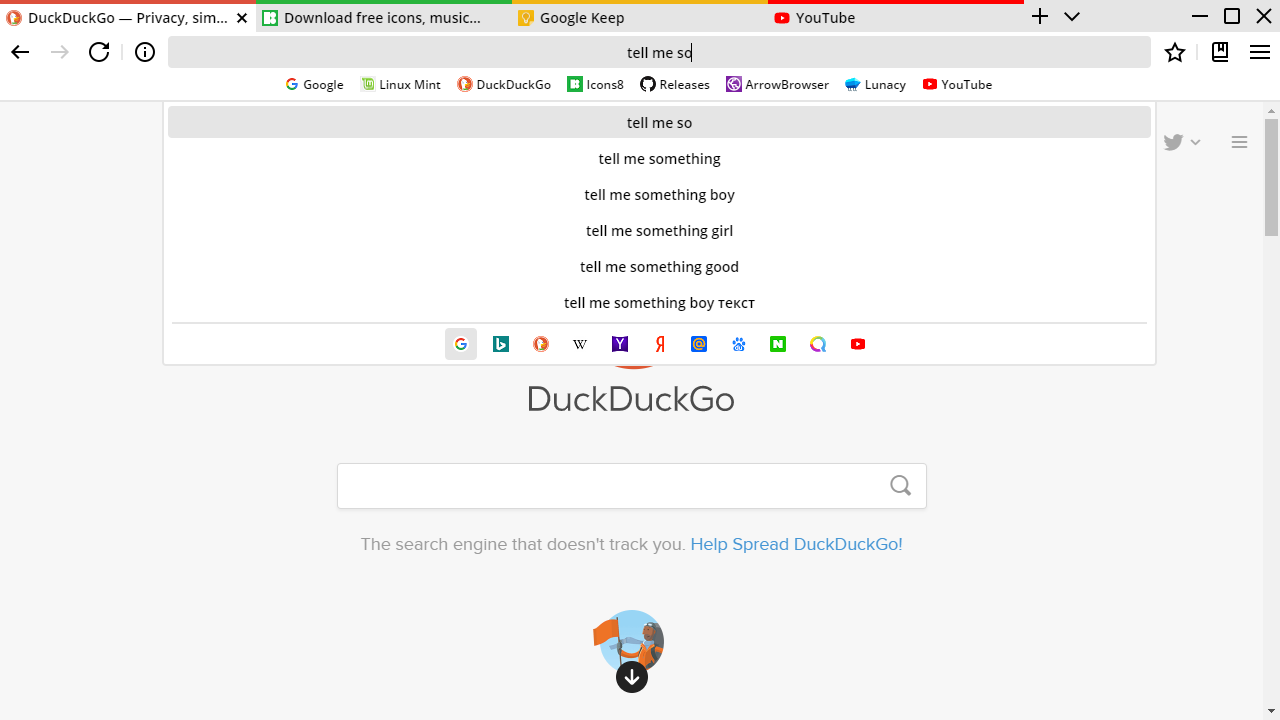 DuckDuckGo — Privacy, sim...
Download free icons, music...
Google Keep
YouTube
tell me so
Google
Linux Mint
DuckDuckGo
Icons8
Releases
ArrowBrowser
Lunacy
YouTube
tell me so
tell me something
tell me something boy
tell me something girl
tell me something good
tell me something boy текст
DuckDuckGo
The search engine that doesn't track you. Help Spread DuckDuckGo!